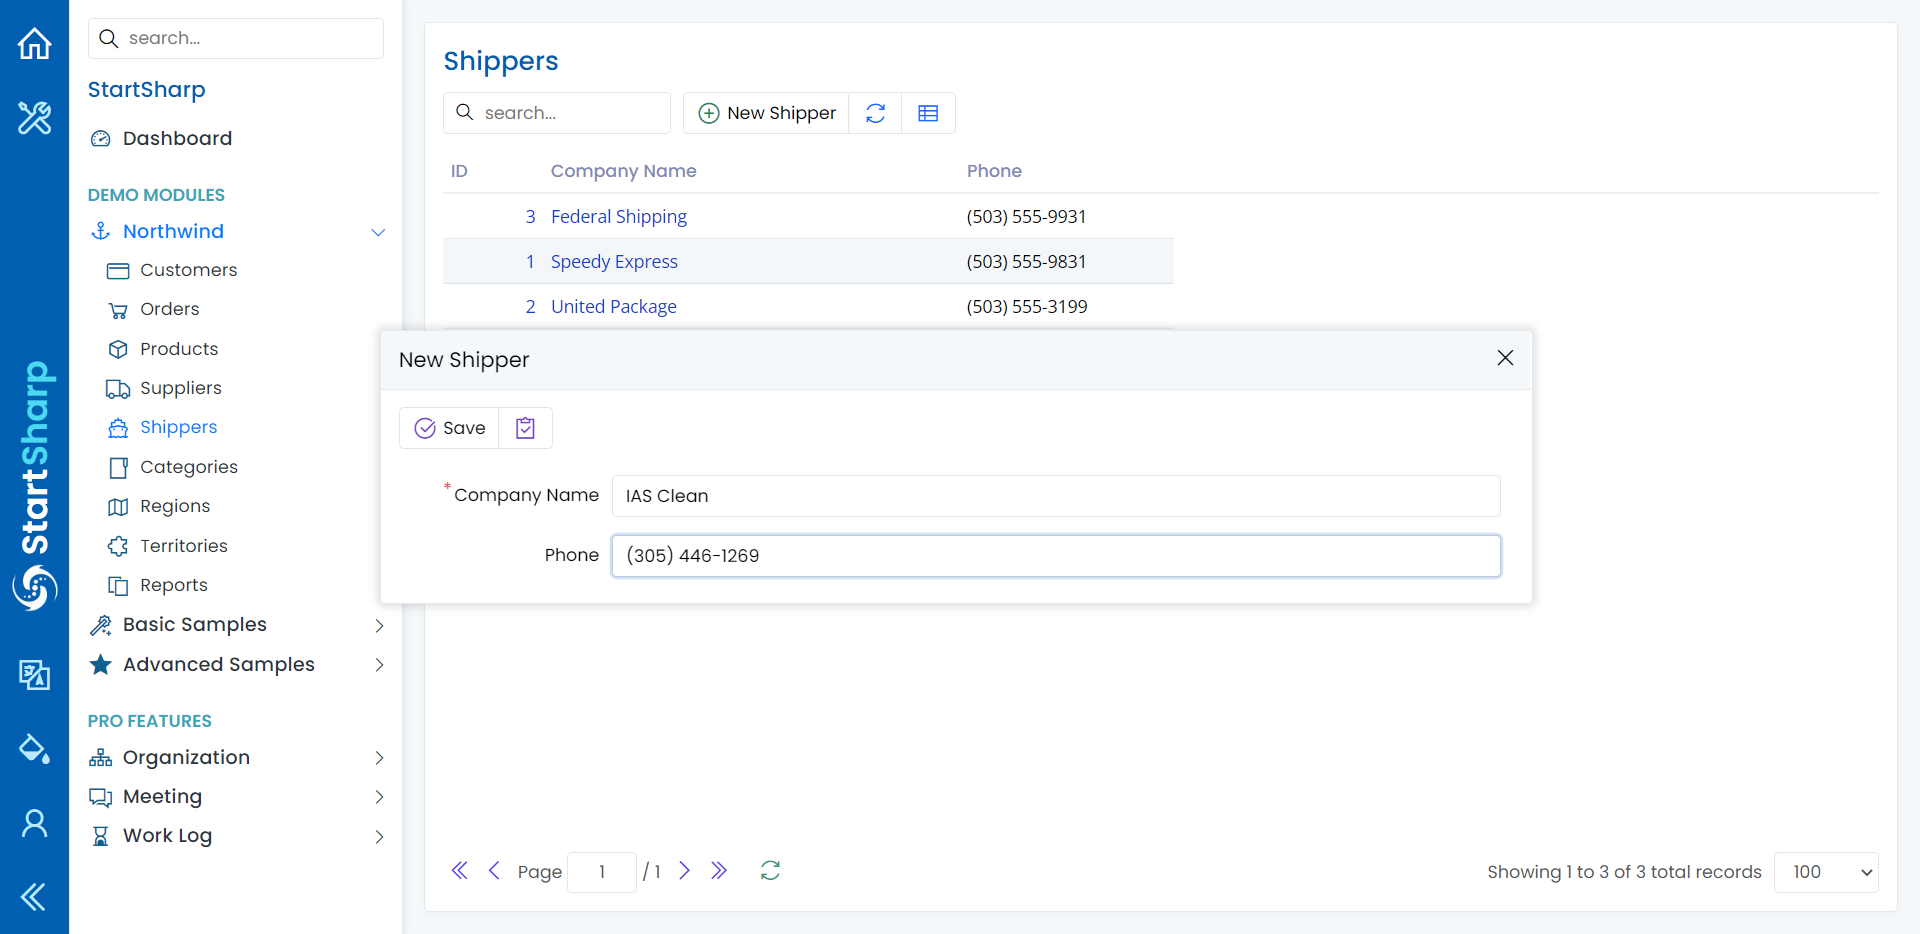 search...
StartSharp
Dashboard
DEMO MODULES
Northwind
Customers
Orders
Products
Suppliers
Shippers
Categories
Regions
Territories
Reports
Basic Samples
Advanced Samples
PRO FEATURES
Organization
Meeting
Work Log
StartSharp
Shippers
search...
New Shipper
ID Company Name Phone
3 Federal Shipping (503) 555-9931
1 Speedy Express (503) 555-9831
2 United Package (503) 555-3199
New Shipper
Save
* Company Name IAS Clean
Phone (305) 446-1269
Page 1 / 1
Showing 1 to 3 of 3 total records 100